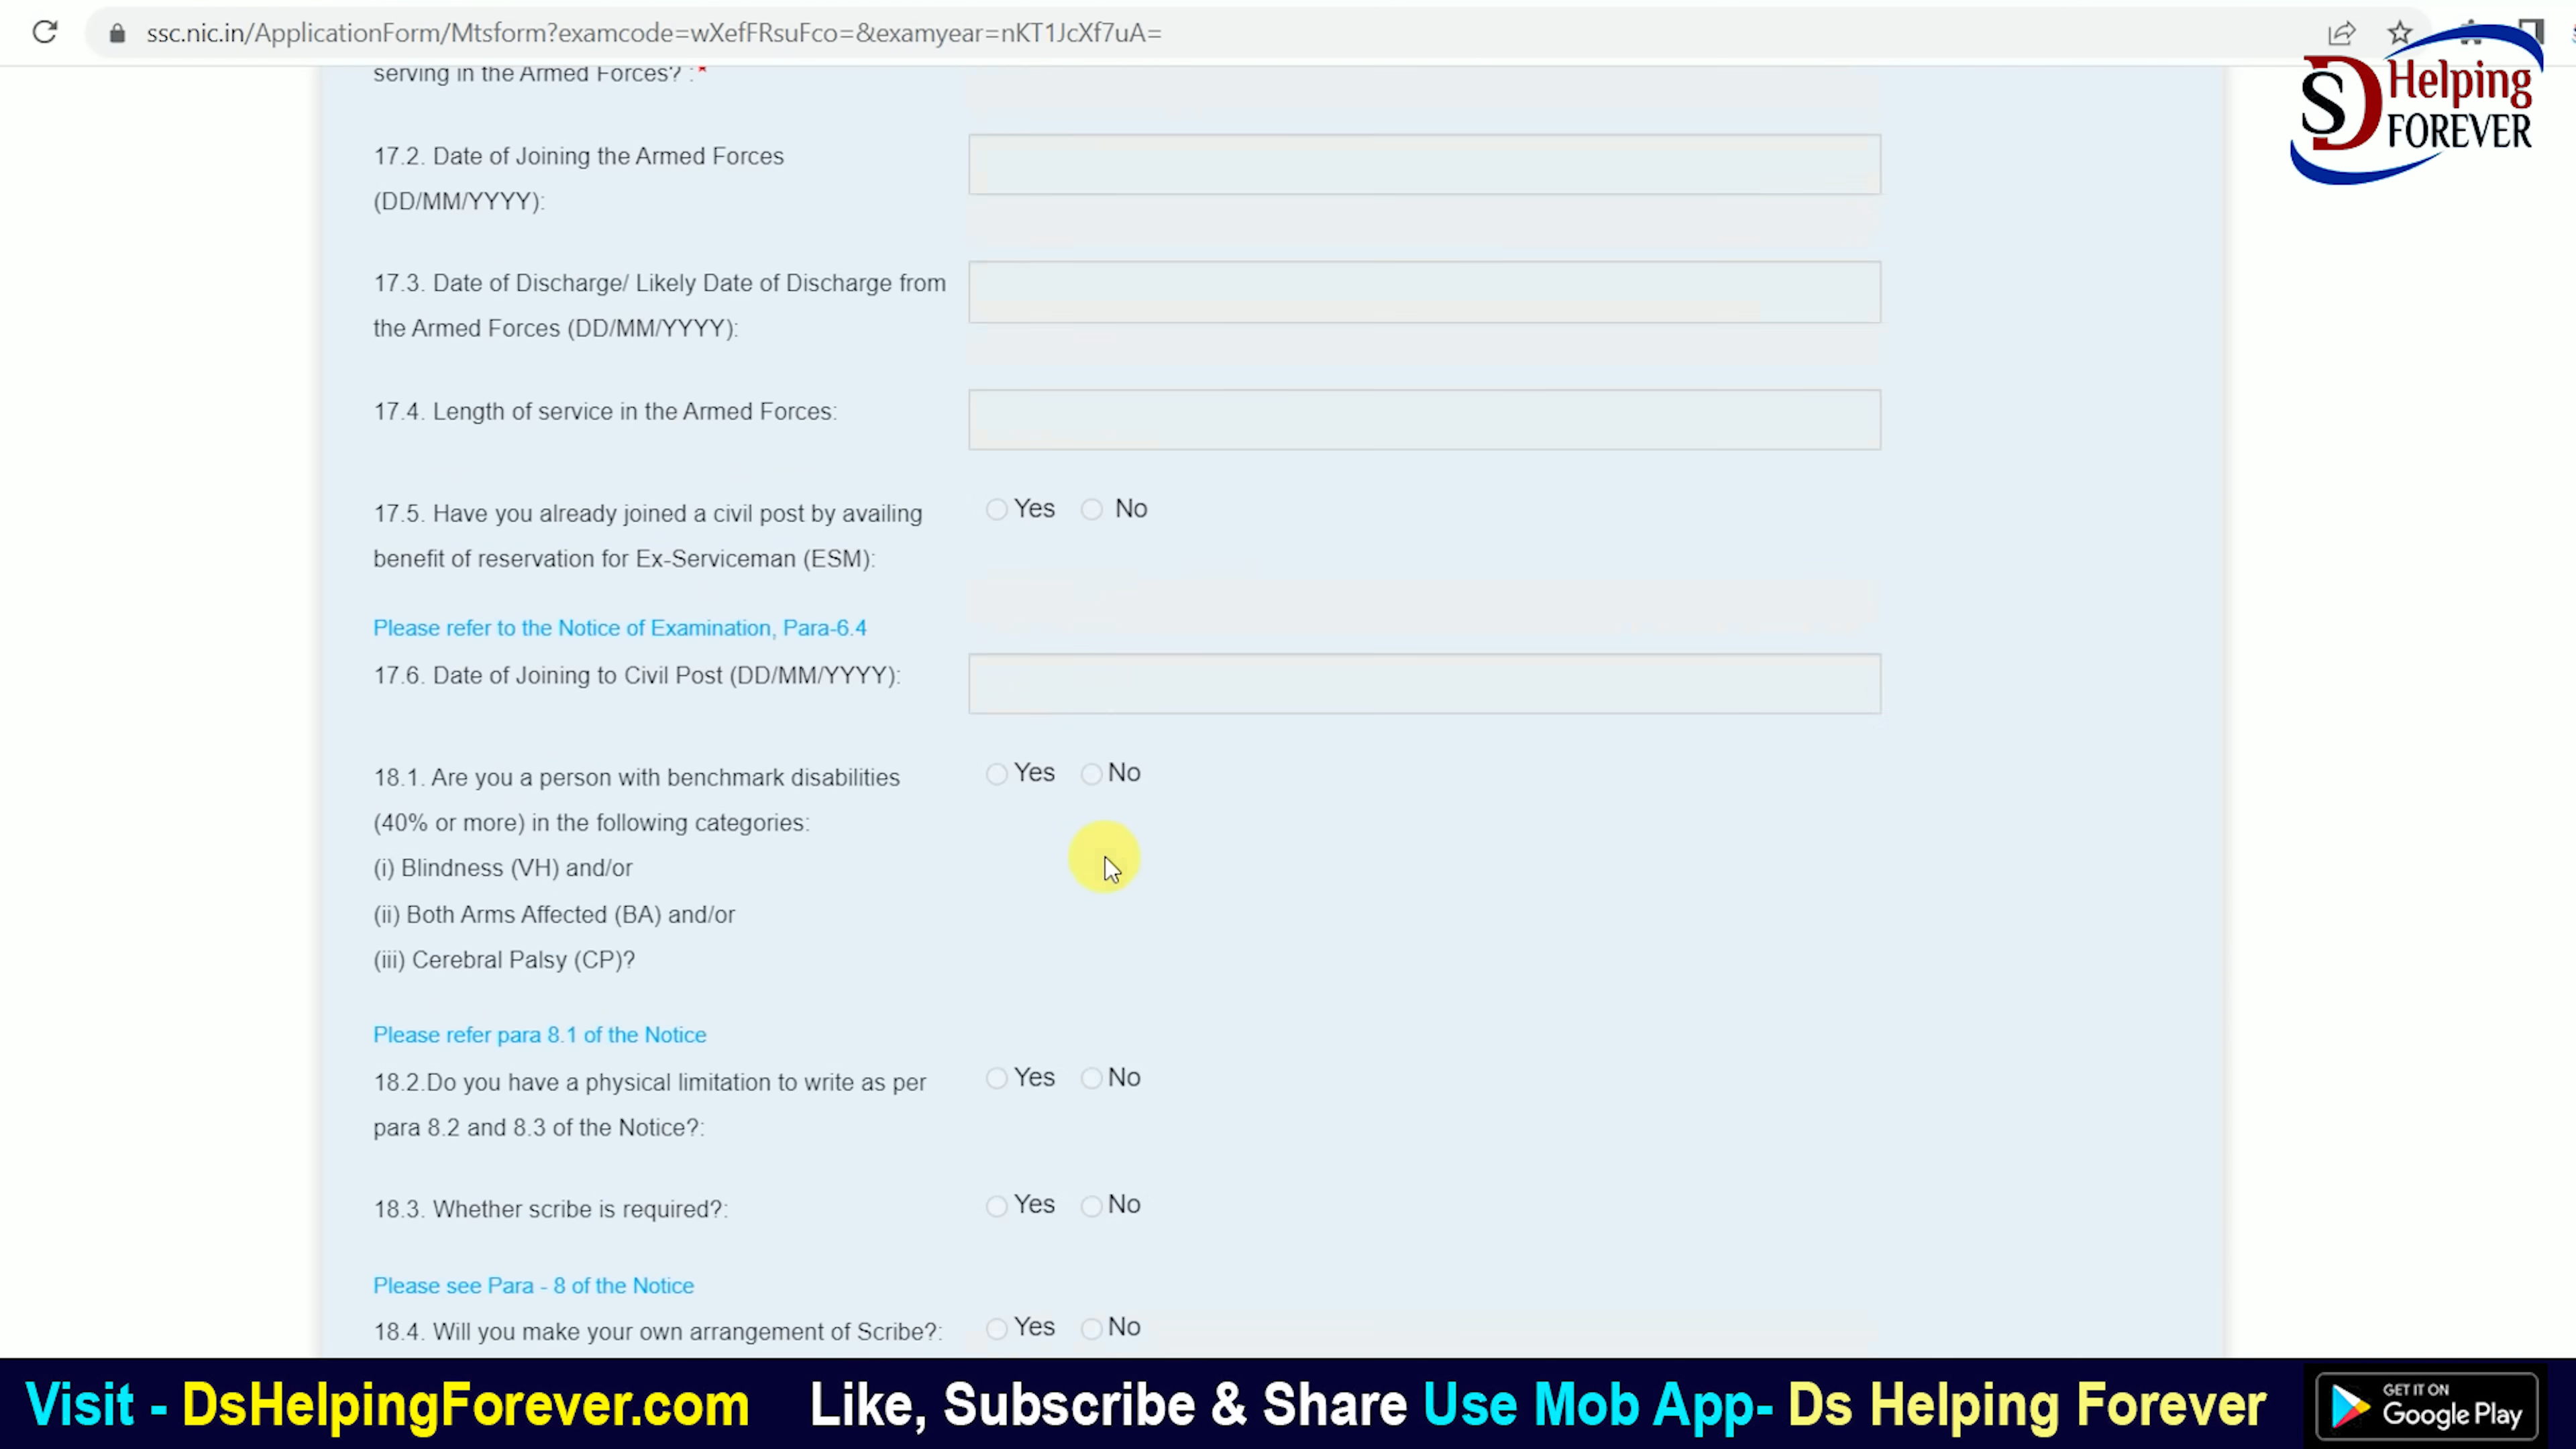 ssc.nic.in/ApplicationForm/Mtsform?examcode=wXefFRsuFco=&examyear=nKT1JcXf7uA=
SD Helping
FOREVER
serving in the Armed Forces? :*
17.2. Date of Joining the Armed Forces
(DD/MM/YYYY):
17.3. Date of Discharge/ Likely Date of Discharge from
the Armed Forces (DD/MM/YYYY):
17.4. Length of service in the Armed Forces:
17.5. Have you already joined a civil post by availing
Yes No
benefit of reservation for Ex-Serviceman (ESM):
Please refer to the Notice of Examination, Para-6.4
17.6. Date of Joining to Civil Post (DD/MM/YYYY):
18.1. Are you a person with benchmark disabilities
Yes No
(40% or more) in the following categories:
(i) Blindness (VH) and/or
(ii) Both Arms Affected (BA) and/or
(iii) Cerebral Palsy (CP)?
Please refer para 8.1 of the Notice
18.2.Do you have a physical limitation to write as per
Yes No
para 8.2 and 8.3 of the Notice?:
18.3. Whether scribe is required?:
Yes No
Please see Para - 8 of the Notice
18.4. Will you make your own arrangement of Scribe?:
Yes No
Visit - DsHelpingForever.com Like, Subscribe & Share Use Mob App- Ds Helping Forever
GET IT ON
Google Play